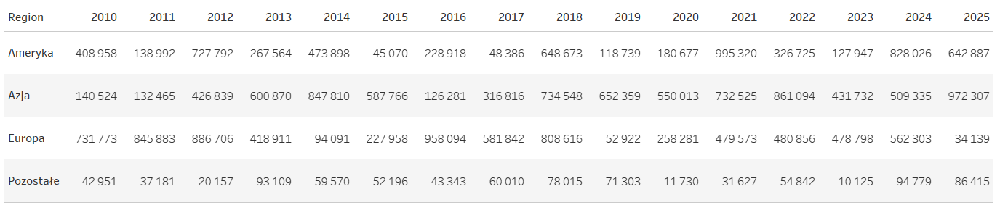 Region 2010 2011 2012 2013 2014 2015 2016 2017 2018 2019 2020 2021 2022 2023 2024 2025
Ameryka 408 958 138 992 727 792 267 564 473 898 45 070 228 918 48 386 648 673 118 739 180 677 995 320 326 725 127 947 828 026 642 887
Azja 140 524 132 465 426 839 600 870 847 810 587 766 126 281 316 816 734 548 652 359 550 013 732 525 861 094 431 732 509 335 972 307
Europa 731 773 845 883 886 706 418 911 94 091 227 958 958 094 581 842 808 616 52 922 258 281 479 573 480 856 478 798 562 303 34 139
Pozostałe 42 951 37 181 20 157 93 109 59 570 52 196 43 343 60 010 78 015 71 303 11 730 31 627 54 842 10 125 94 779 86 415